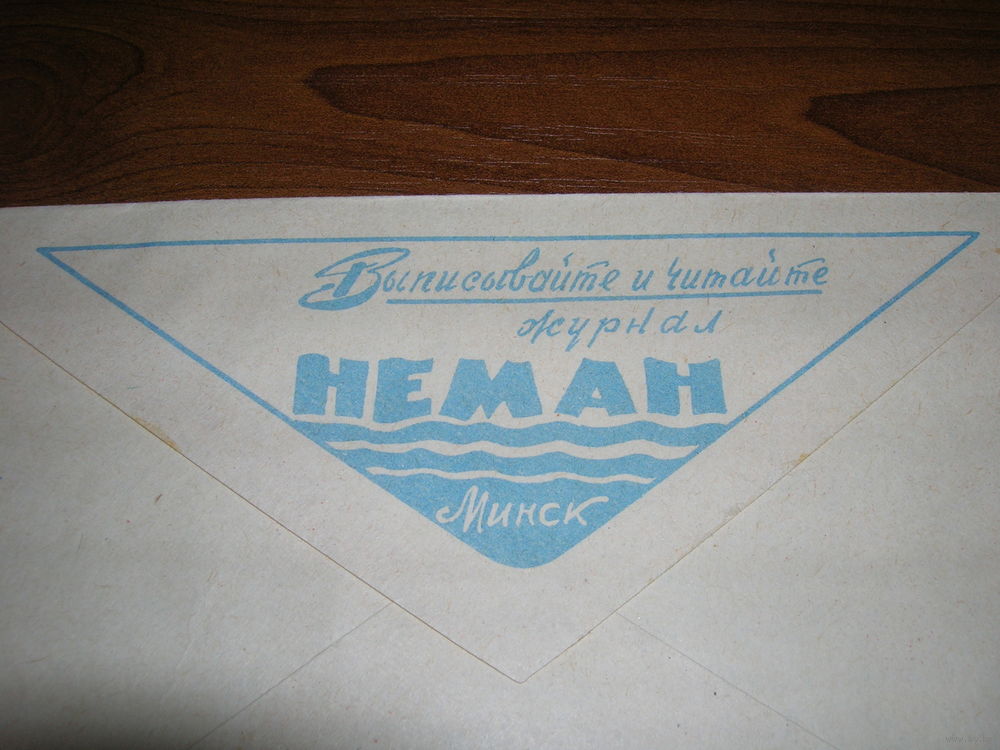 Выписывайте и читайте
журнал
НЕМАН
Минск